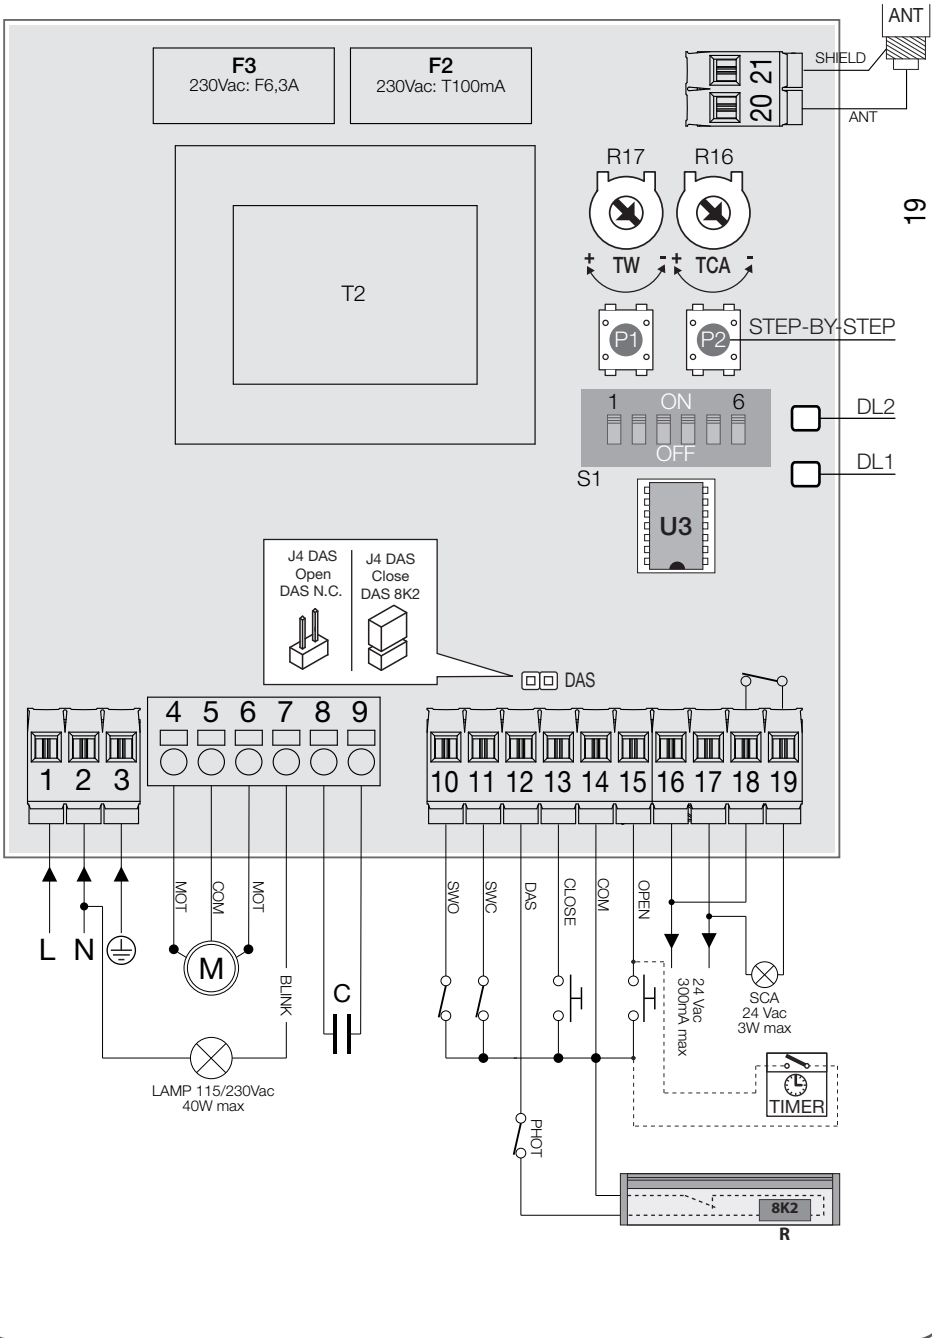 ANT
SHIELD
ANT
F3
230Vac: F6,3A
F2
230Vac: T100mA
21
20
19
R17
R16
+ TW -
+ TCA -
T2
P1
P2
STEP-BY-STEP
1 ON 6
OFF
S1
DL2
DL1
U3
J4 DAS
Open
DAS N.C.
J4 DAS
Close
DAS 8K2
DAS
1 2 3
4 5 6 7 8 9
10 11 12 13 14 15 16 17 18 19
L N
MOT
COM
MOT
M
BLINK
C
LAMP 115/230Vac
40W max
SWO
SWC
DAS
CLOSE
COM
OPEN
24 Vac
300mA max
SCA
24 Vac
3W max
TIMER
PHOT
8K2
R